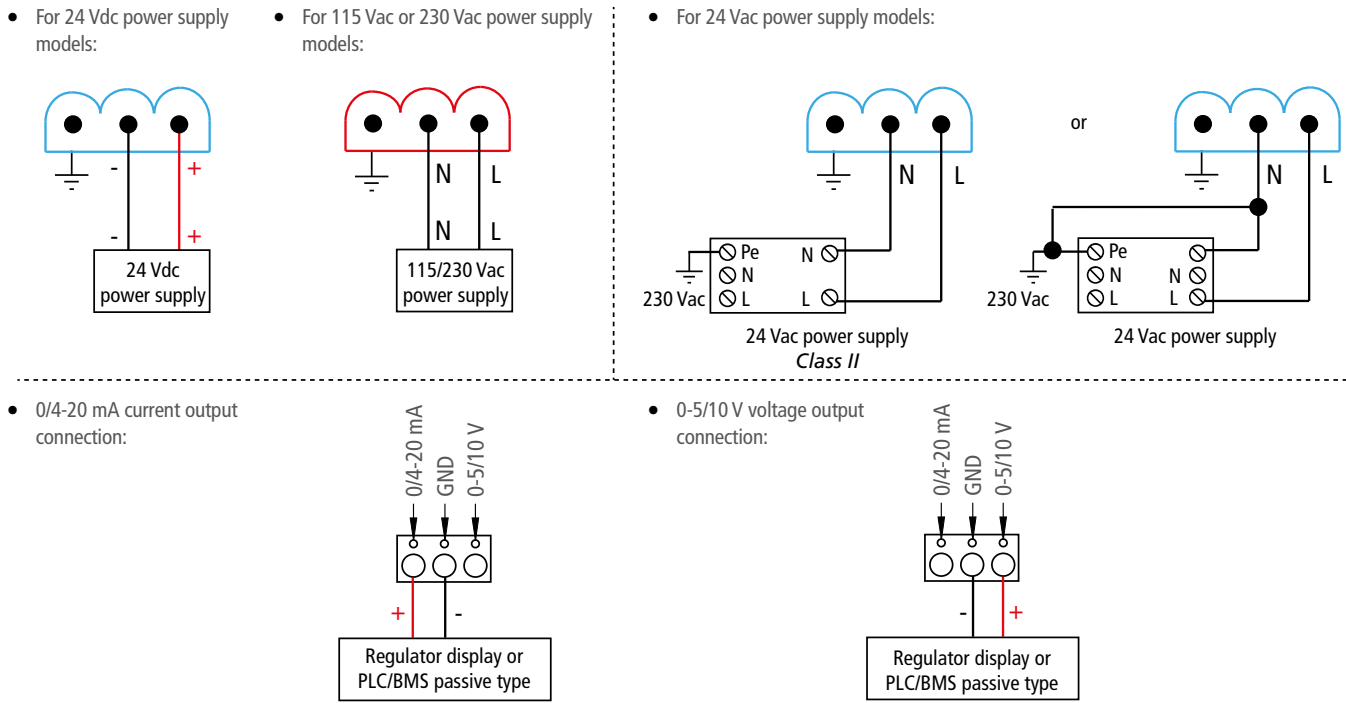 • For 24 Vdc power supply
models:
• For 115 Vac or 230 Vac power supply
models:
• For 24 Vac power supply models:
-
+
-
+
24 Vdc
power supply
N
L
N
L
115/230 Vac
power supply
N
L
Pe
N
N
L
L
230 Vac
24 Vac power supply
Class II
or
N
L
Pe
N
N
L
L
230 Vac
24 Vac power supply
• 0/4-20 mA current output
connection:
0/4-20 mA
GND
0-5/10 V
+
-
Regulator display or
PLC/BMS passive type
• 0-5/10 V voltage output
connection:
0/4-20 mA
GND
0-5/10 V
-
+
Regulator display or
PLC/BMS passive type